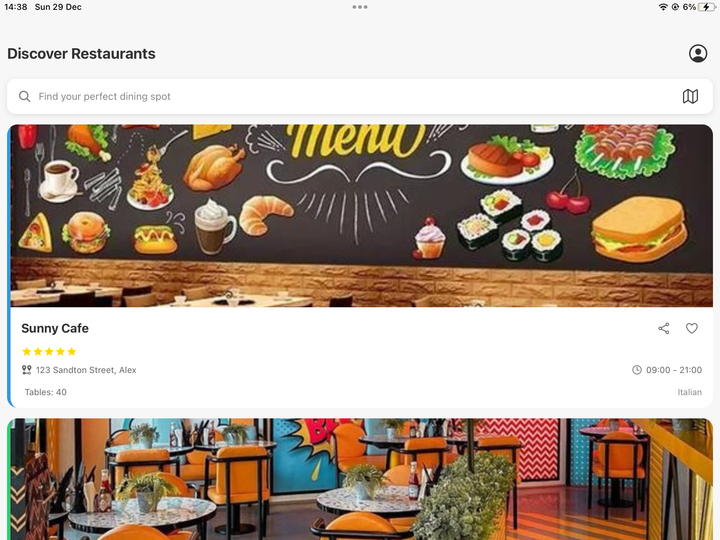 14:38 Sun 29 Dec
6%
Discover Restaurants
Find your perfect dining spot
Menu
Sunny Cafe
123 Sandton Street, Alex
09:00 - 21:00
Tables: 40
Italian